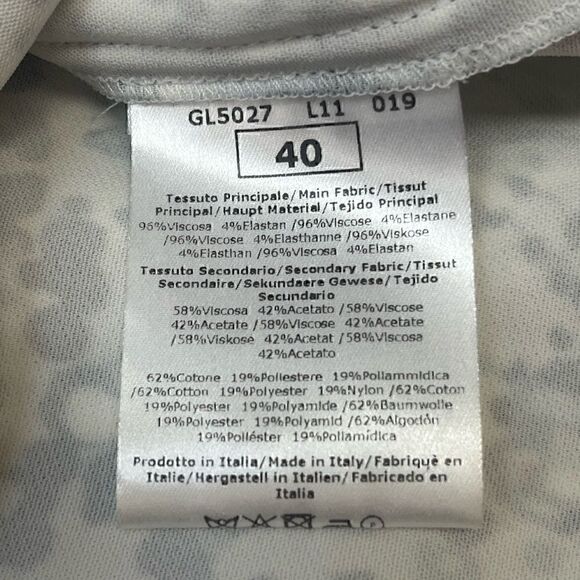 GL5027 L11 019
40
Tessuto Principale/Main Fabric/Tissut
Principal/Haupt Material/Tejido Principal
96%Viscosa 4%Elastan /96%Viscose 4%Elastane
/96%Viscose 4%Elasthanne /96%Viskose
4%Elasthan /96%Viscosa 4%Elastan
Tessuto Secondario/Secondary Fabric/Tissut
Secondaire/Sekundaere Gewese/Tejido
Secundario
58%Viscosa 42%Acetato /58%Viscose
42%Acetate /58%Viscose 42%Acetate
/58%Viskose 42%Acetat /58%Viscosa
42%Acetato
62%Cotone 19%Poliestere 19%Poliammidica
/62%Cotton 19%Polyester 19%Nylon /62%Coton
19%Polyester 19%Polyamide /62%Baumwolle
19%Polyester 19%Polyamid /62%Algodón
19%Poliéster 19%Poliamídica
Prodotto in Italia/Made in Italy/Fabriquè en
Italie/Hergastell in Italien/Fabricado en
Italia